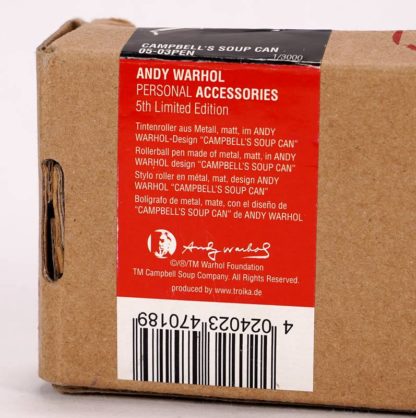 CAMPBELL'S SOUP CAN
05-03PEN
1/3000
ANDY WARHOL
PERSONAL ACCESSORIES
5th Limited Edition
Tintenroller aus Metall, matt, im ANDY
WARHOL-Design "CAMPBELL'S SOUP CAN"
Rollerball pen made of metal, matt, in ANDY
WARHOL design "CAMPBELL'S SOUP CAN"
Stylo roller en métal, mat, design ANDY
WARHOL "CAMPBELL'S SOUP CAN"
Bolígrafo de metal, mate, con el diseño de
"CAMPBELL'S SOUP CAN" de ANDY WARHOL
Andy Warhol
©/®/TM Warhol Foundation
TM Campbell Soup Company. All Rights Reserved.
produced by www.troika.de
4 024023 470189